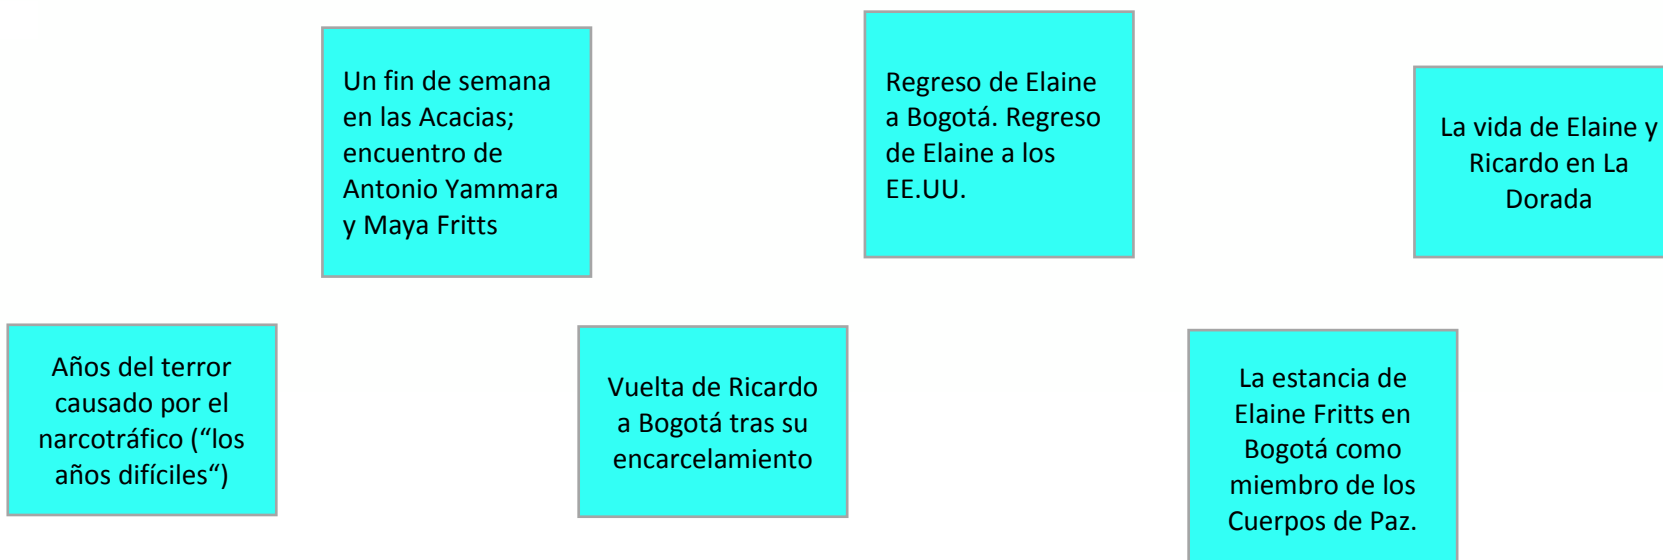 Un fin de semana
en las Acacias;
encuentro de
Antonio Yammara
y Maya Fritts
Regreso de Elaine
a Bogotá. Regreso
de Elaine a los
EE.UU.
La vida de Elaine y
Ricardo en La
Dorada
Años del terror
causado por el
narcotráfico (“los
años difíciles“)
Vuelta de Ricardo
a Bogotá tras su
encarcelamiento
La estancia de
Elaine Fritts en
Bogotá como
miembro de los
Cuerpos de Paz.